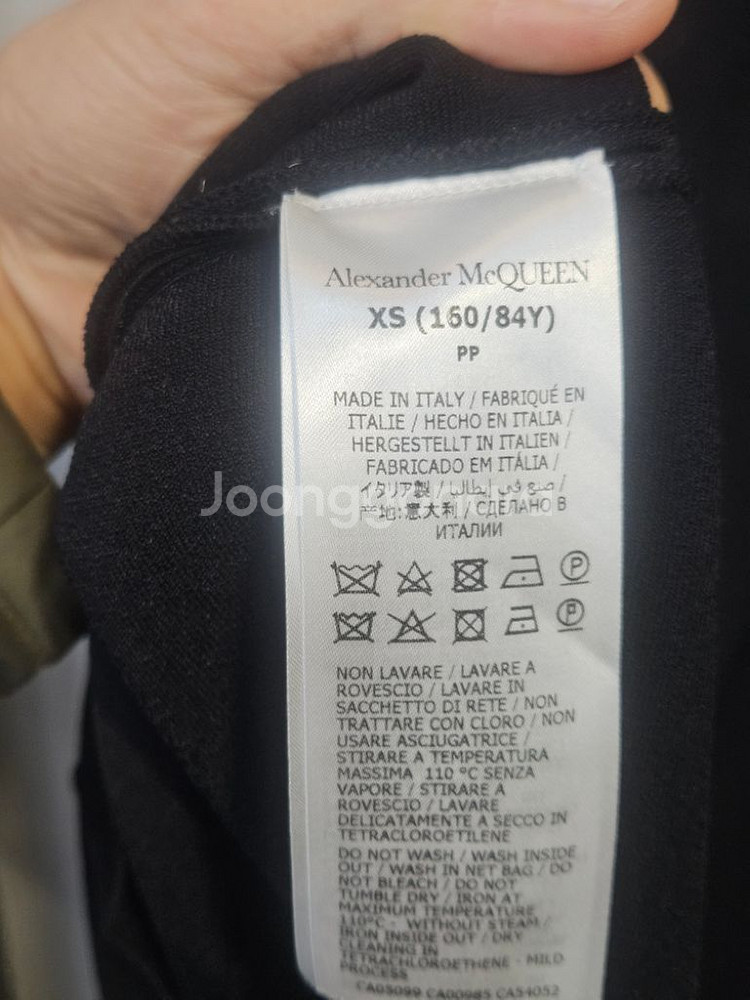 Alexander McQUEEN
XS (160/84Y)
PP
MADE IN ITALY / FABRIQUÉ EN
ITALIE / HECHO EN ITALIA /
HERGESTELLT IN ITALIEN /
FABRICADO EM ITÁLIA /
イタリア製 / صنع في إيطاليا /
产地:意大利 / СДЕЛАНО В
ИТАЛИИ
Joongg
P
P
NON LAVARE / LAVARE A
ROVESCIO / LAVARE IN
SACCHETTO DI RETE / NON
TRATTARE CON CLORO / NON
USARE ASCIUGATRICE /
STIRARE A TEMPERATURA
MASSIMA 110 °C SENZA
VAPORE / STIRARE A
ROVESCIO / LAVARE
DELICATAMENTE A SECCO IN
TETRACLOROETILENE
DO NOT WASH / WASH INSIDE
OUT / WASH IN NET BAG / DO
NOT BLEACH / DO NOT
TUMBLE DRY / IRON AT
MAXIMUM TEMPERATURE
110°C - WITHOUT STEAM /
IRON INSIDE OUT / DRY
CLEANING IN
TETRACHLOROETHENE - MILD
PROCESS
CA05099 CA00985 CA54052